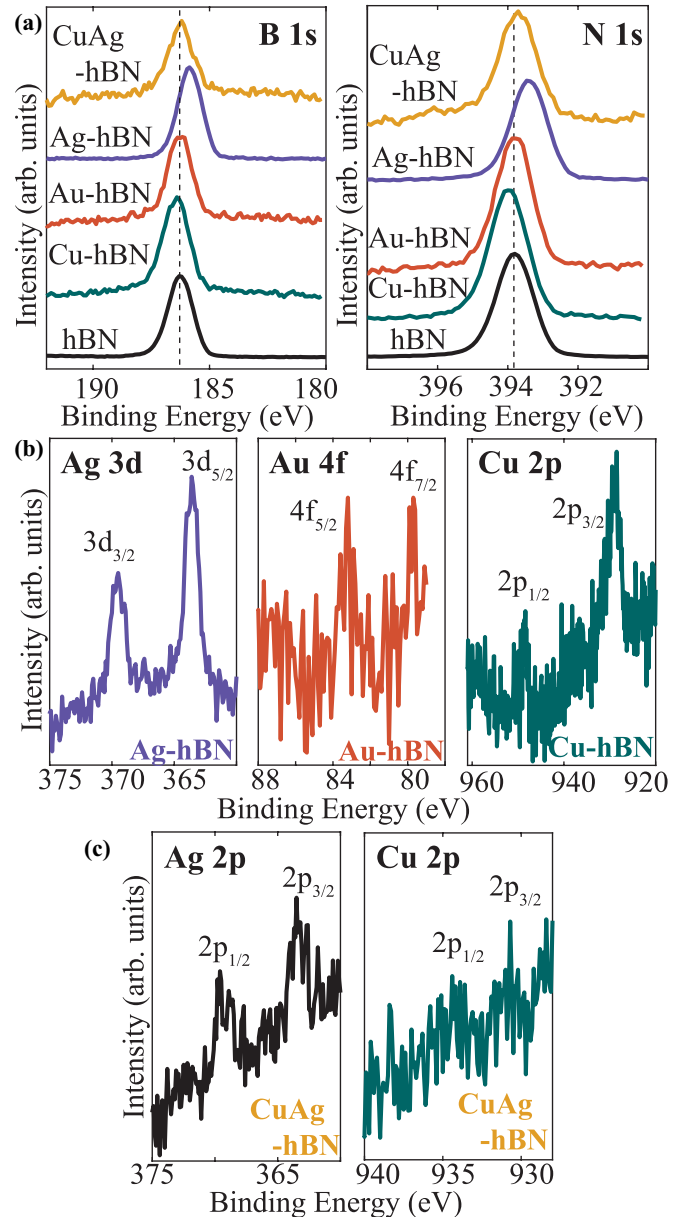 (a)
B 1s
CuAg
-hBN
Ag-hBN
Au-hBN
Cu-hBN
hBN
Intensity (arb. units)
190
185
180
Binding Energy (eV)
N 1s
CuAg
-hBN
Ag-hBN
Au-hBN
Cu-hBN
hBN
Intensity (arb. units)
396
394
392
Binding Energy (eV)
(b)
Ag 3d
3d5/2
3d3/2
Ag-hBN
Intensity (arb. units)
375
370
365
Au 4f
4f7/2
4f5/2
Au-hBN
88
84
80
Cu 2p
2p3/2
2p1/2
Cu-hBN
960
940
920
Binding Energy (eV)
(c)
Ag 2p
2p3/2
2p1/2
CuAg
-hBN
Intensity (arb. units)
375
365
Cu 2p
2p3/2
2p1/2
CuAg
-hBN
940
935
930
Binding Energy (eV)